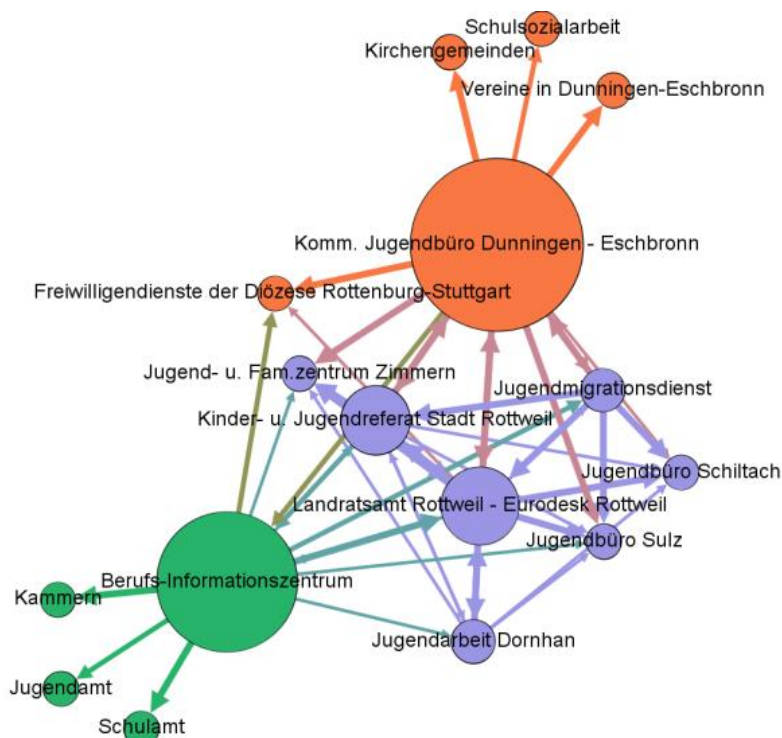 Schulsozialarbeit
Kirchengemeinden
Vereine in Dunningen-Eschbronn
Komm. Jugendbüro Dunningen - Eschbronn
Freiwilligendienste der Diözese Rottenburg-Stuttgart
Jugend- u. Fam.zentrum Zimmern
Jugendmigrationsdienst
Kinder- u. Jugendreferat Stadt Rottweil
Jugendbüro Schiltach
Landratsamt Rottweil - Eurodesk Rottweil
Jugendbüro Sulz
Berufs-Informationszentrum
Kammern
Jugendarbeit Dornhan
Jugendamt
Schulamt